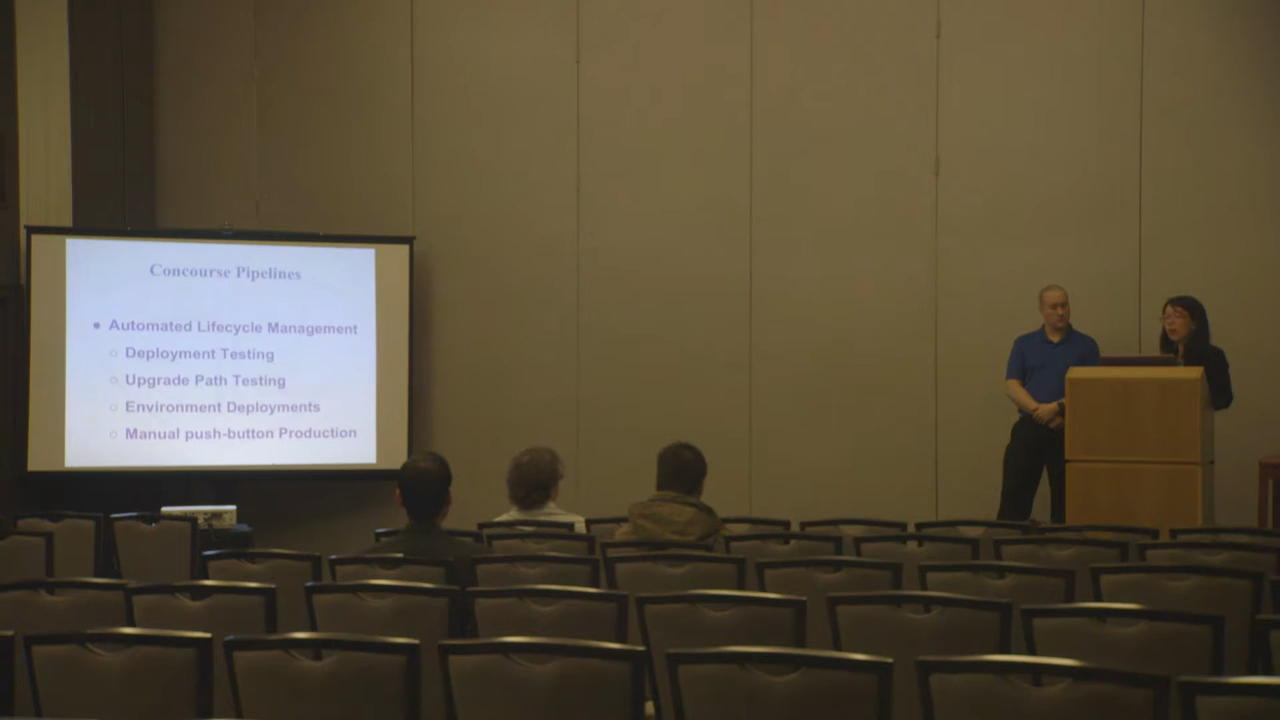 Concourse Pipelines
• Automated Lifecycle Management
○ Deployment Testing
○ Upgrade Path Testing
○ Environment Deployments
○ Manual push-button Production